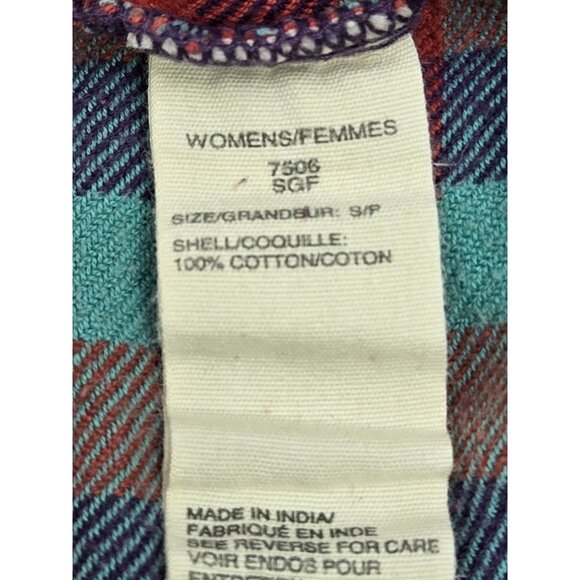 WOMENS/FEMMES
7606
SGF
SIZE/GRANDEUR: S/P
SHELL/COQUILLE:
100% COTTON/COTON
MADE IN INDIA/
FABRIQUÉ EN INDE
SEE REVERSE FOR CARE
VOIR ENDOS POUR